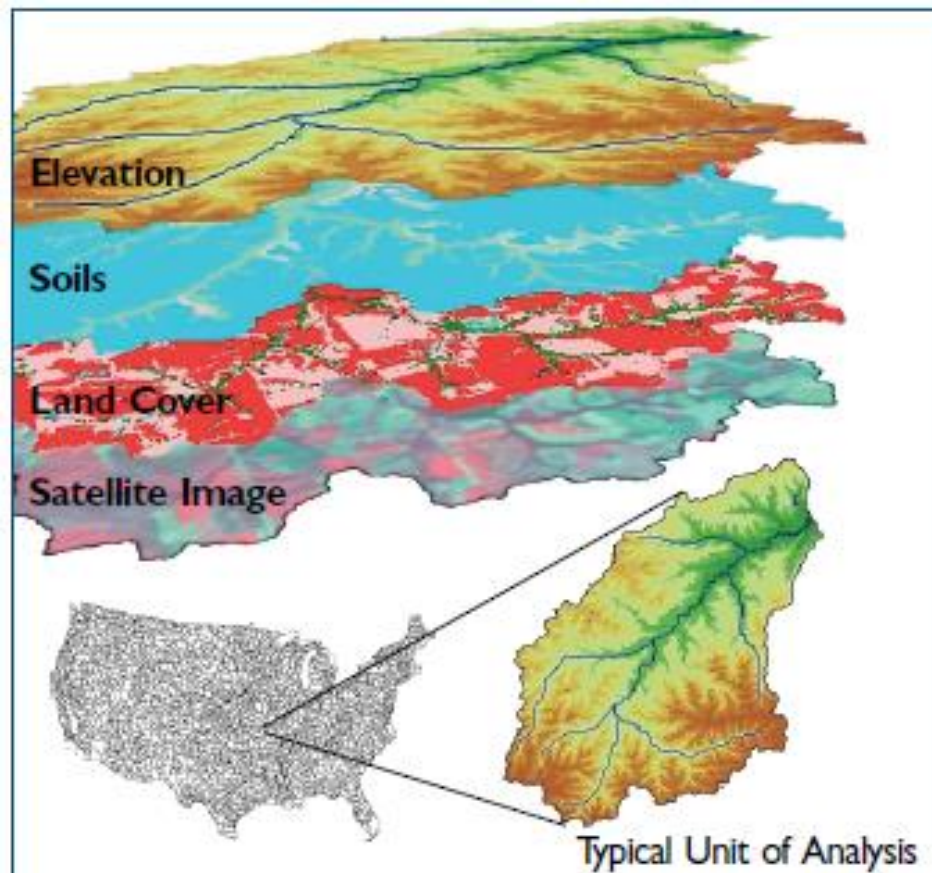 Elevation
Soils
Land Cover
Satellite Image
Typical Unit of Analysis